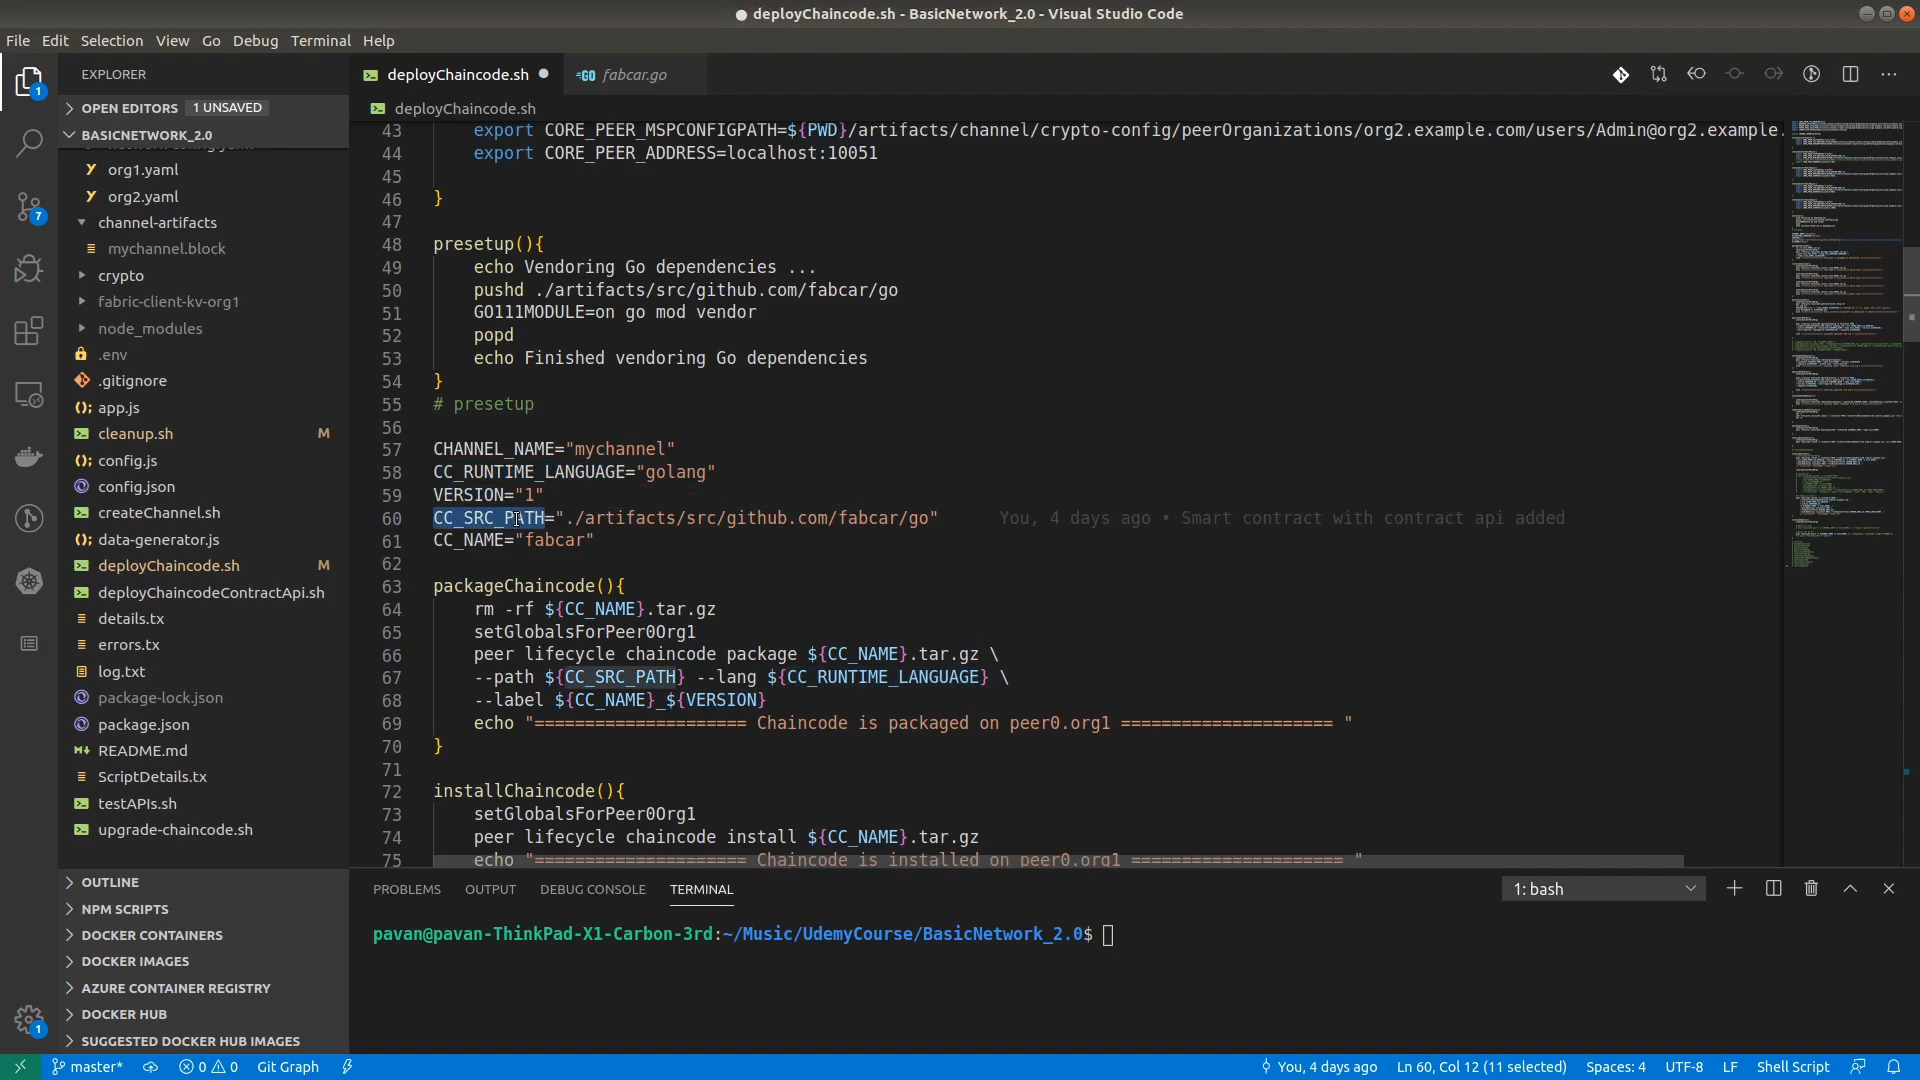 deployChaincode.sh - BasicNetwork_2.0 - Visual Studio Code
File Edit Selection View Go Debug Terminal Help
EXPLORER
deployChaincode.sh
fabcar.go
OPEN EDITORS 1 UNSAVED
deployChaincode.sh
BASICNETWORK_2.0
org1.yaml
org2.yaml
channel-artifacts
mychannel.block
crypto
fabric-client-kv-org1
node_modules
.env
.gitignore
app.js
cleanup.sh M
config.js
config.json
createChannel.sh
data-generator.js
deployChaincode.sh M
deployChaincodeContractApi.sh
details.tx
errors.tx
log.txt
package-lock.json
package.json
README.md
ScriptDetails.tx
testAPIs.sh
upgrade-chaincode.sh
OUTLINE
NPM SCRIPTS
DOCKER CONTAINERS
DOCKER IMAGES
AZURE CONTAINER REGISTRY
DOCKER HUB
SUGGESTED DOCKER HUB IMAGES
1
7
1
43 export CORE_PEER_MSPCONFIGPATH=${PWD}/artifacts/channel/crypto-config/peerOrganizations/org2.example.com/users/Admin@org2.example.
44 export CORE_PEER_ADDRESS=localhost:10051
45
46 }
47
48 presetup(){
49 echo Vendoring Go dependencies ...
50 pushd ./artifacts/src/github.com/fabcar/go
51 GO111MODULE=on go mod vendor
52 popd
53 echo Finished vendoring Go dependencies
54 }
55 # presetup
56
57 CHANNEL_NAME="mychannel"
58 CC_RUNTIME_LANGUAGE="golang"
59 VERSION="1"
60 CC_SRC_PATH="./artifacts/src/github.com/fabcar/go" You, 4 days ago • Smart contract with contract api added
61 CC_NAME="fabcar"
62
63 packageChaincode(){
64 rm -rf ${CC_NAME}.tar.gz
65 setGlobalsForPeer0Org1
66 peer lifecycle chaincode package ${CC_NAME}.tar.gz \
67 --path ${CC_SRC_PATH} --lang ${CC_RUNTIME_LANGUAGE} \
68 --label ${CC_NAME}_${VERSION}
69 echo "===================== Chaincode is packaged on peer0.org1 ===================== "
70 }
71
72 installChaincode(){
73 setGlobalsForPeer0Org1
74 peer lifecycle chaincode install ${CC_NAME}.tar.gz
75 echo "===================== Chaincode is installed on peer0.org1 ===================== "
PROBLEMS OUTPUT DEBUG CONSOLE TERMINAL 1: bash
pavan@pavan-ThinkPad-X1-Carbon-3rd:~/Music/UdemyCourse/BasicNetwork_2.0$
master* 0 0 Git Graph You, 4 days ago Ln 60, Col 12 (11 selected) Spaces: 4 UTF-8 LF Shell Script